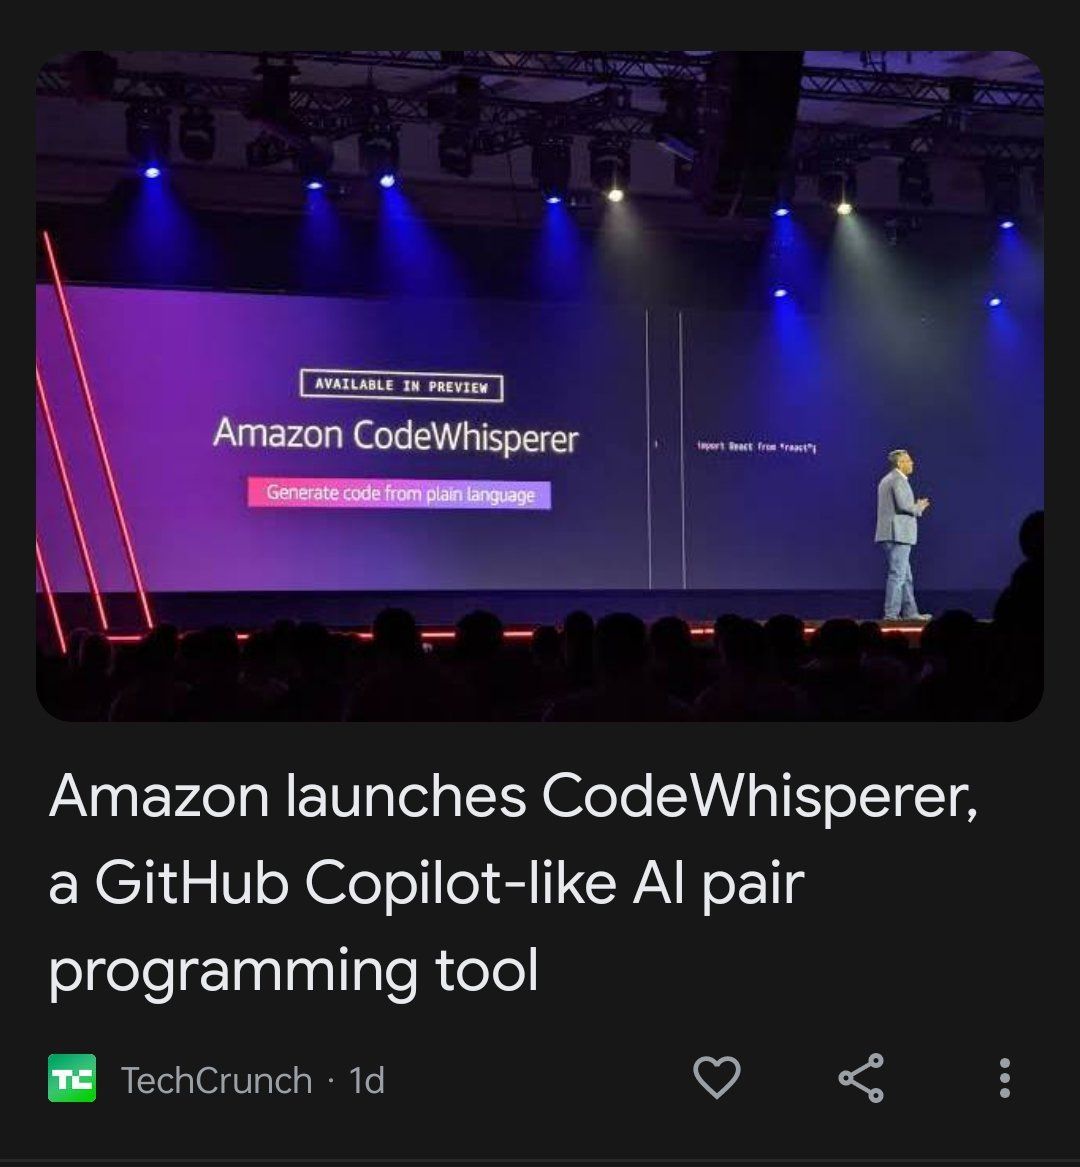 AVAILABLE IN PREVIEW
Amazon CodeWhisperer
Generate code from plain language
1
import React from "react";
Amazon launches CodeWhisperer,
a GitHub Copilot-like AI pair
programming tool
TC TechCrunch · 1d